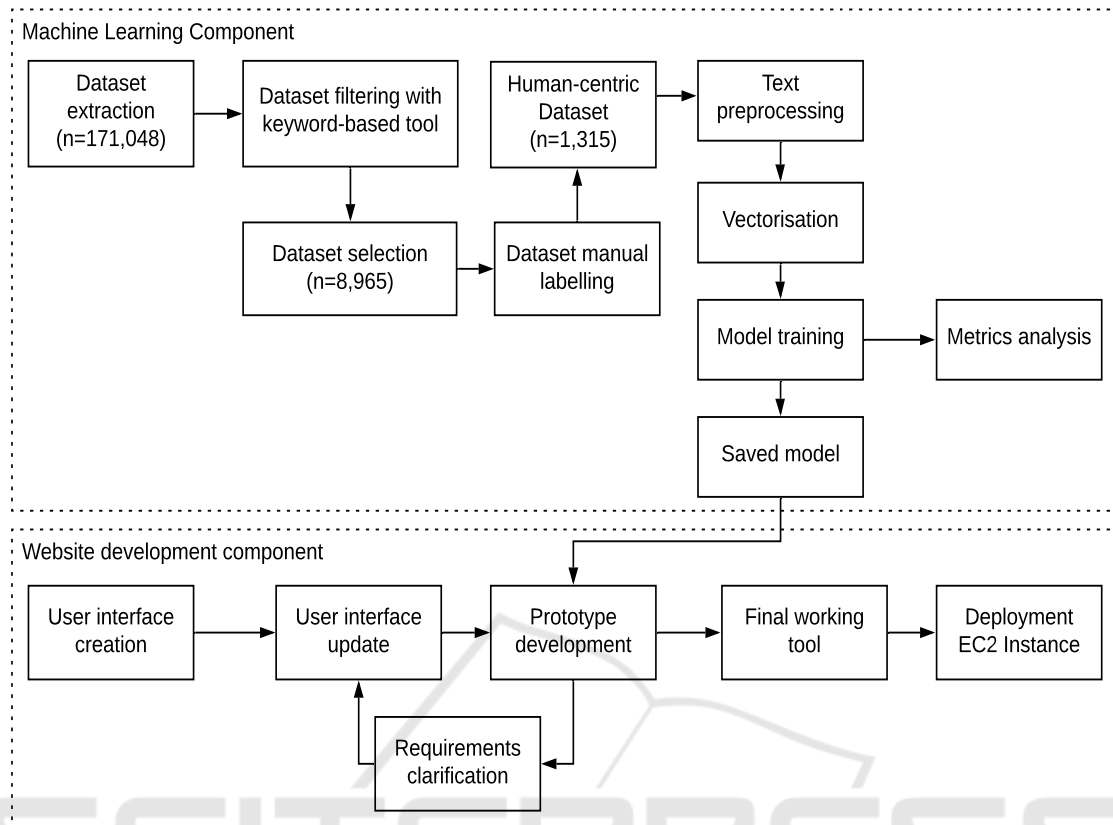 Machine Learning Component
Dataset
extraction
(n=171,048)
Dataset filtering with
keyword-based tool
Dataset selection
(n=8,965)
Dataset manual
labelling
Human-centric
Dataset
(n=1,315)
Text
preprocessing
Vectorisation
Model training
Metrics analysis
Saved model
Website development component
User interface
creation
User interface
update
Prototype
development
Requirements
clarification
Final working
tool
Deployment
EC2 Instance